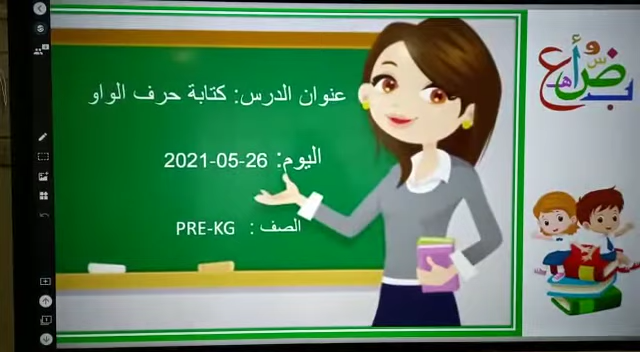 عنوان الدرس: كتابة حرف الواو
اليوم: 26-05-2021
الصف : PRE-KG